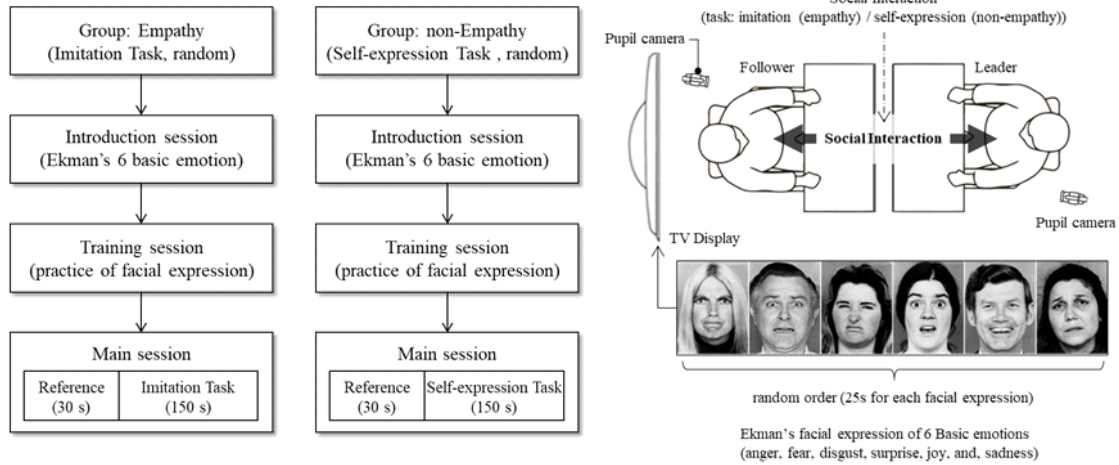 Group: Empathy
(Imitation Task, random)
Introduction session
(Ekman's 6 basic emotion)
Training session
(practice of facial expression)
Main session
Reference
(30 s)
Imitation Task
(150 s)
Group: non-Empathy
(Self-expression Task , random)
Introduction session
(Ekman's 6 basic emotion)
Training session
(practice of facial expression)
Main session
Reference
(30 s)
Self-expression Task
(150 s)
Social Interaction
(task: imitation (empathy) / self-expression (non-empathy))
Pupil camera
Follower
Leader
Social Interaction
Pupil camera
TV Display
random order (25s for each facial expression)
Ekman's facial expression of 6 Basic emotions
(anger, fear, disgust, surprise, joy, and, sadness)